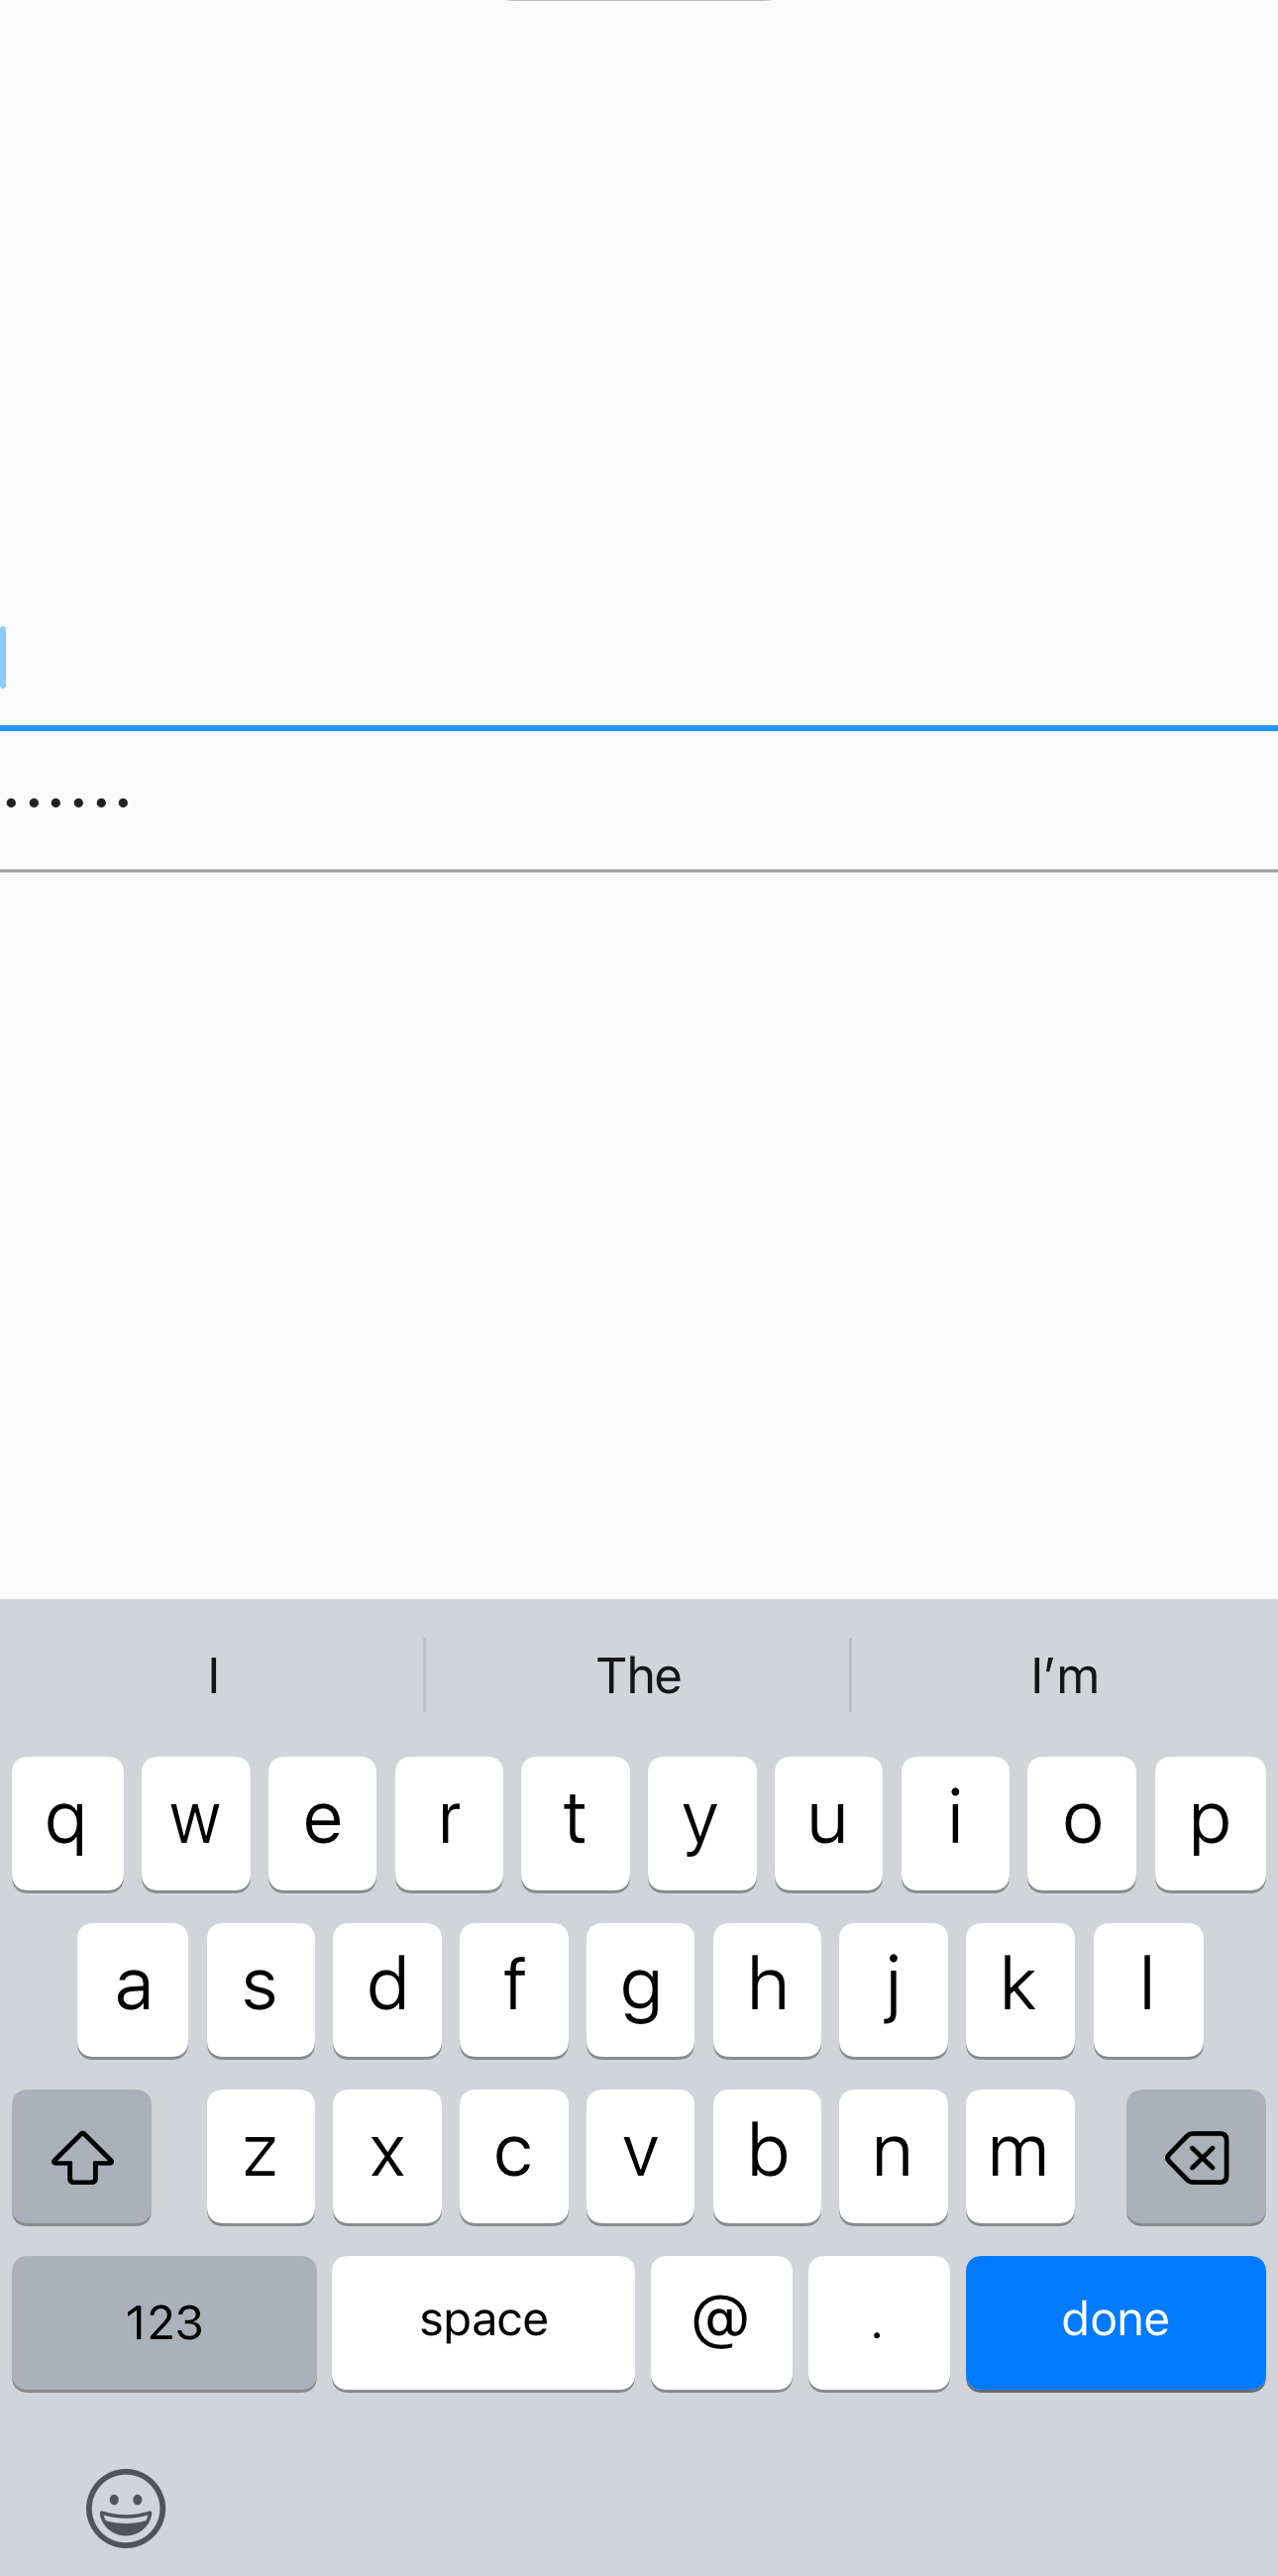 ••••••
I The I’m
q w e r t y u i o p
a s d f g h j k l
z x c v b n m
123 space @ . done